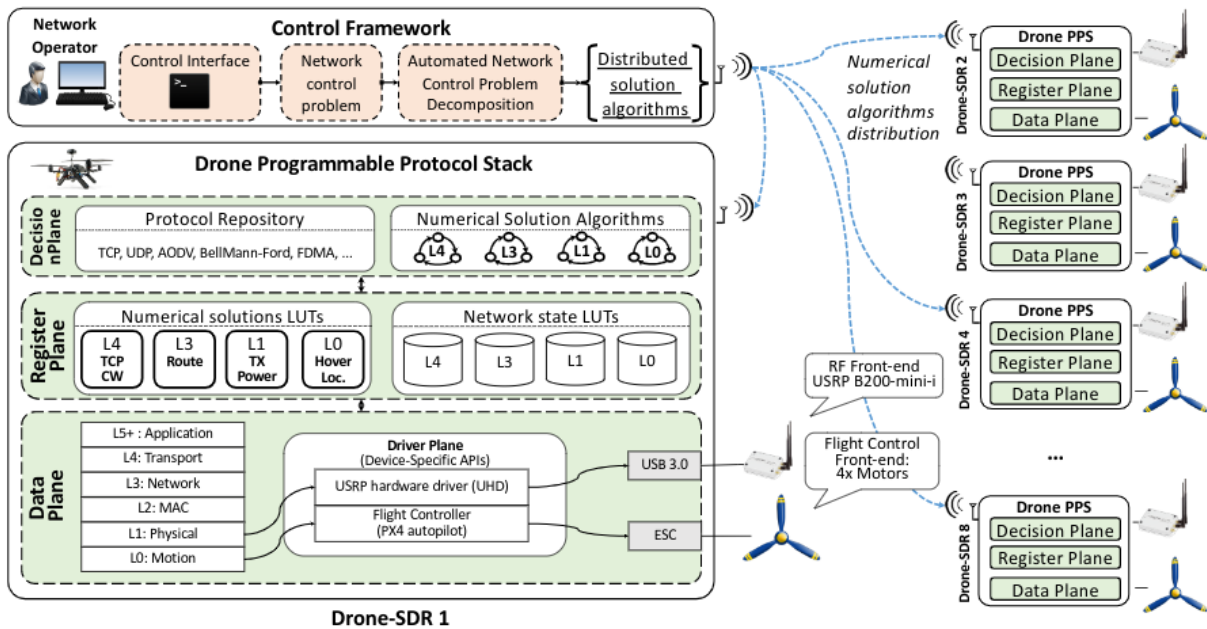 Control Framework
Network
Operator
Control Interface
>_
Network
control
problem
Automated Network
Control Problem
Decomposition
Distributed
solution
algorithms
Numerical
solution
algorithms
distribution
Drone Programmable Protocol Stack
Decisio
nPlane
Protocol Repository
TCP, UDP, AODV, BellMann-Ford, FDMA, ...
Numerical Solution Algorithms
L4
L3
L1
L0
Register
Plane
Numerical solutions LUTs
L4
TCP
CW
L3
Route
L1
TX
Power
L0
Hover
Loc.
Network state LUTs
L4
L3
L1
L0
Data
Plane
L5+ : Application
L4: Transport
L3: Network
L2: MAC
L1: Physical
L0: Motion
Driver Plane
(Device-Specific APIs)
USRP hardware driver (UHD)
Flight Controller
(PX4 autopilot)
USB 3.0
ESC
RF Front-end
USRP B200-mini-i
Flight Control
Front-end:
4x Motors
Drone-SDR 1
Drone-SDR 2
Drone PPS
Decision Plane
Register Plane
Data Plane
Drone-SDR 3
Drone PPS
Decision Plane
Register Plane
Data Plane
Drone-SDR 4
Drone PPS
Decision Plane
Register Plane
Data Plane
...
Drone-SDR 8
Drone PPS
Decision Plane
Register Plane
Data Plane